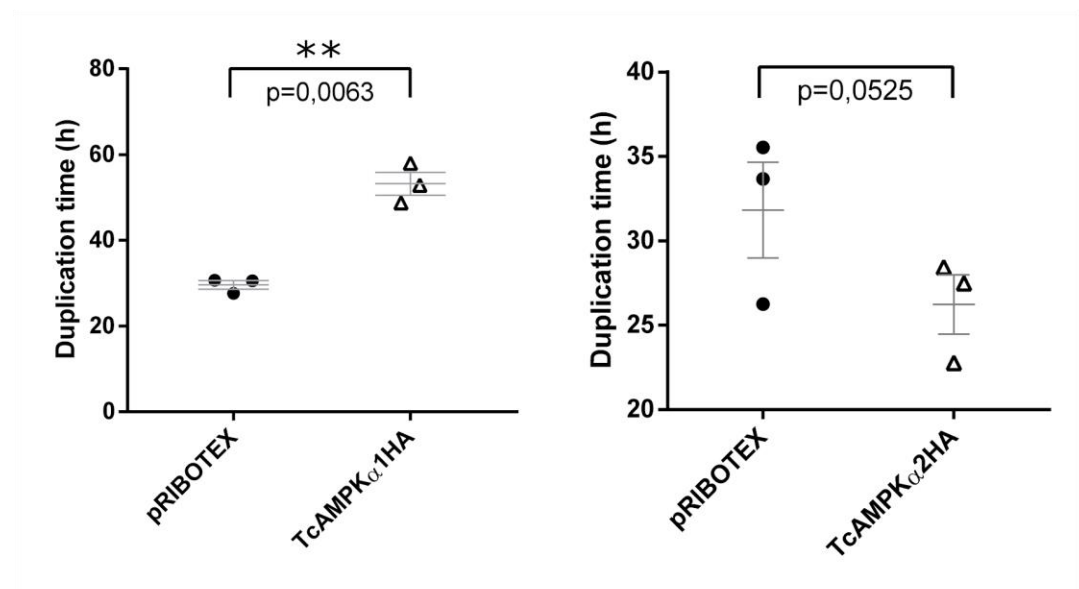 **
p=0,0063
Duplication time (h)
80
60
40
20
0
pRIBOTEX
TcAMPKα1HA
p=0,0525
Duplication time (h)
40
35
30
25
20
pRIBOTEX
TcAMPKα2HA